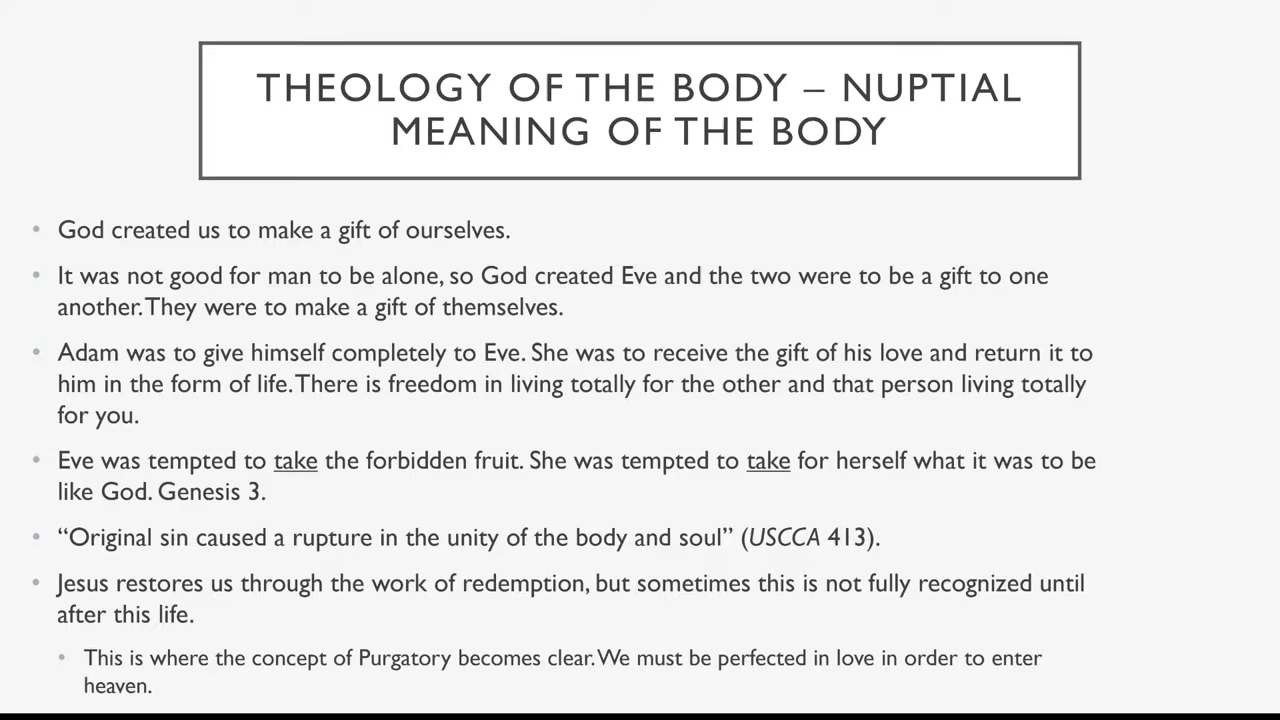 THEOLOGY OF THE BODY – NUPTIAL
MEANING OF THE BODY
• God created us to make a gift of ourselves.
• It was not good for man to be alone, so God created Eve and the two were to be a gift to one
another. They were to make a gift of themselves.
• Adam was to give himself completely to Eve. She was to receive the gift of his love and return it to
him in the form of life. There is freedom in living totally for the other and that person living totally
for you.
• Eve was tempted to take the forbidden fruit. She was tempted to take for herself what it was to be
like God. Genesis 3.
• “Original sin caused a rupture in the unity of the body and soul” (USCCA 413).
• Jesus restores us through the work of redemption, but sometimes this is not fully recognized until
after this life.
• This is where the concept of Purgatory becomes clear. We must be perfected in love in order to enter
heaven.